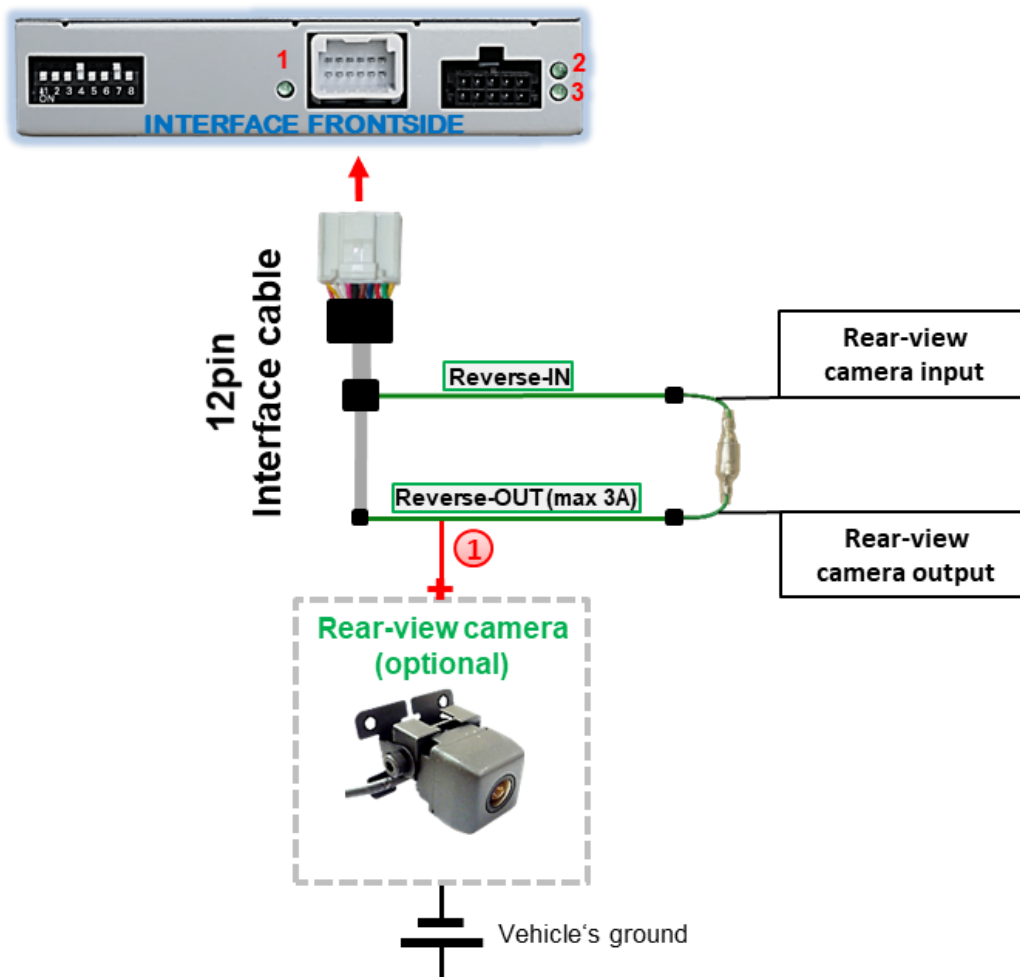 1
2
3
1 2 3 4 5 6 7 8
ON
INTERFACE FRONTSIDE
12pin
Interface cable
Reverse-IN
Rear-view
camera input
Reverse-OUT (max 3A)
1
Rear-view
camera output
Rear-view camera
(optional)
Vehicle's ground